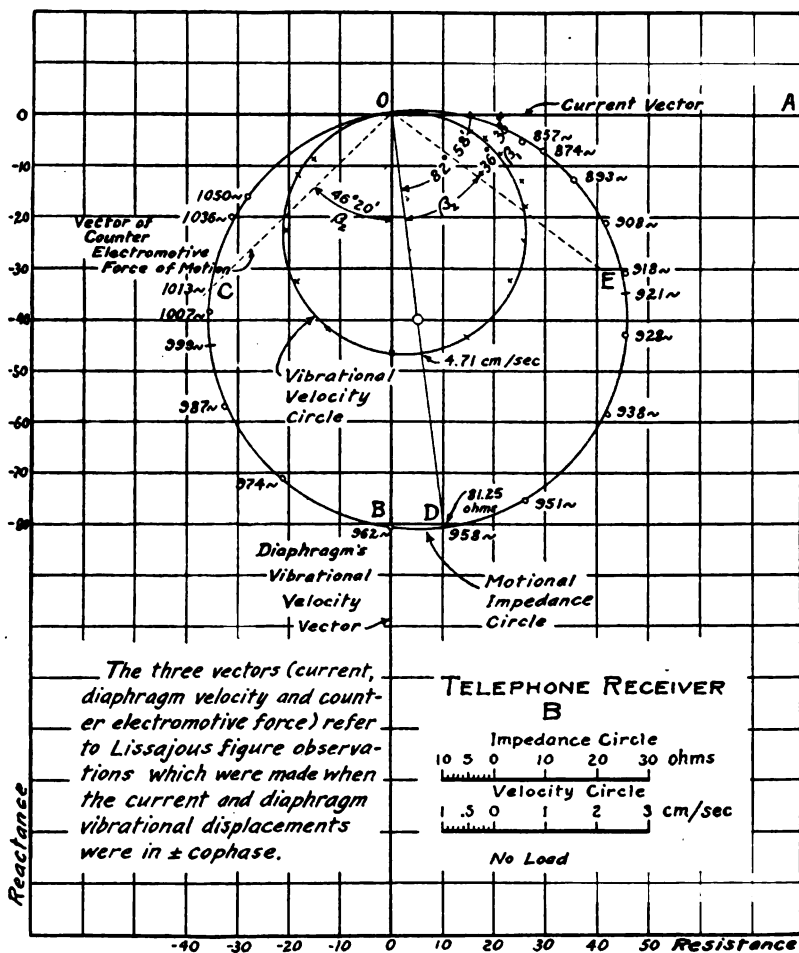 O
A
0
Current Vector
857~
82° 58'
36° 3
β₁
874~
-10
893~
1050~
46° 20'
β₂
β₂
-20
1036~
908~
Vector of
Counter
Electromotive
Force of Motion
-30
918~
E
921~
1013~
C
1007~
-40
928~
999~
4.71 cm/sec
-50
Vibrational
Velocity
Circle
987~
-60
938~
-70
974~
81.25
ohms
951~
B
D
-80
962~
958~
Diaphragm's
Vibrational
Velocity
Vector
Motional
Impedance
Circle
The three vectors (current,
diaphragm velocity and count-
er electromotive force) refer
to Lissajous figure observa-
tions which were made when
the current and diaphragm
vibrational displacements
were in ± cophase.
TELEPHONE RECEIVER
B
Impedance Circle
10 5 0 10 20 30 ohms
Velocity Circle
1 .5 0 1 2 3 cm/sec
No Load
Reactance
-40 -30 -20 -10 0 10 20 30 40 50 Resistance